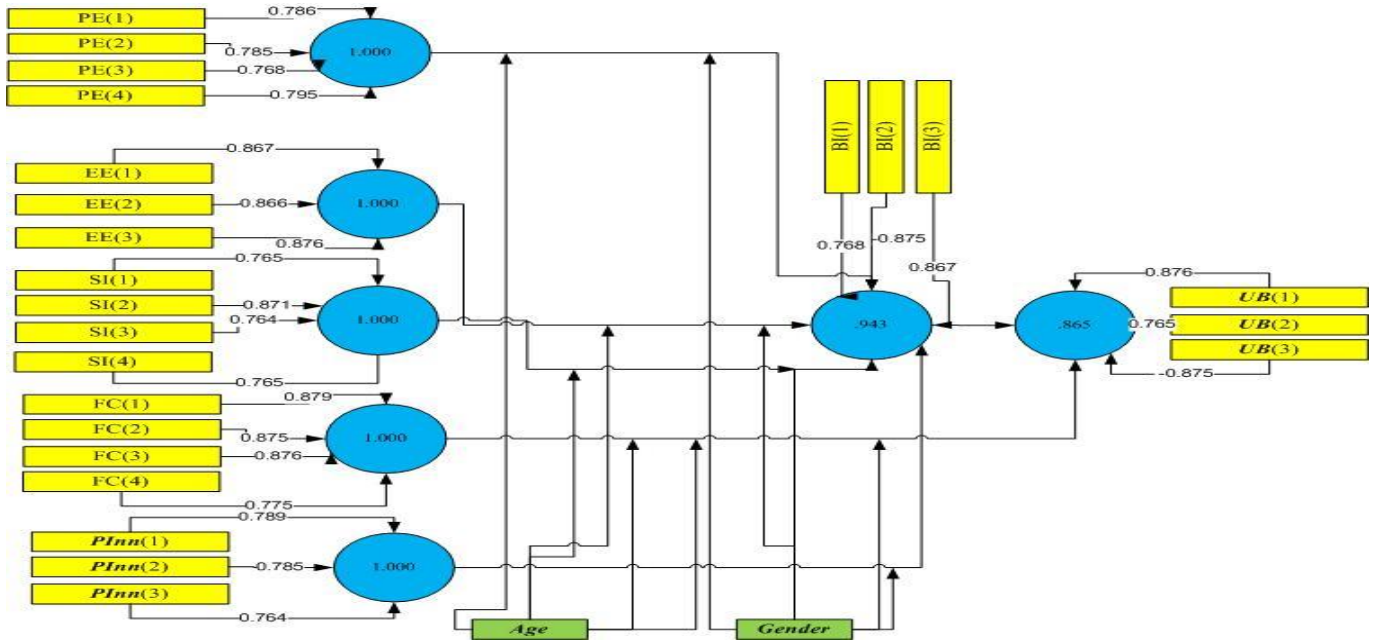 PE(1)
0.786
PE(2)
0.785
1.000
PE(3)
0.768
PE(4)
0.795
BI(1)
BI(2)
BI(3)
0.867
EE(1)
EE(2)
0.866
1.000
EE(3)
0.876
0.768
-0.875
0.867
0.765
SI(1)
SI(2)
0.871
SI(3)
0.764
1.000
SI(4)
0.765
.943
.865
0.876
UB(1)
0.765
UB(2)
UB(3)
-0.875
FC(1)
0.879
FC(2)
0.875
1.000
FC(3)
0.876
FC(4)
0.775
0.789
PInn(1)
PInn(2)
0.785
1.000
PInn(3)
0.764
Age
Gender